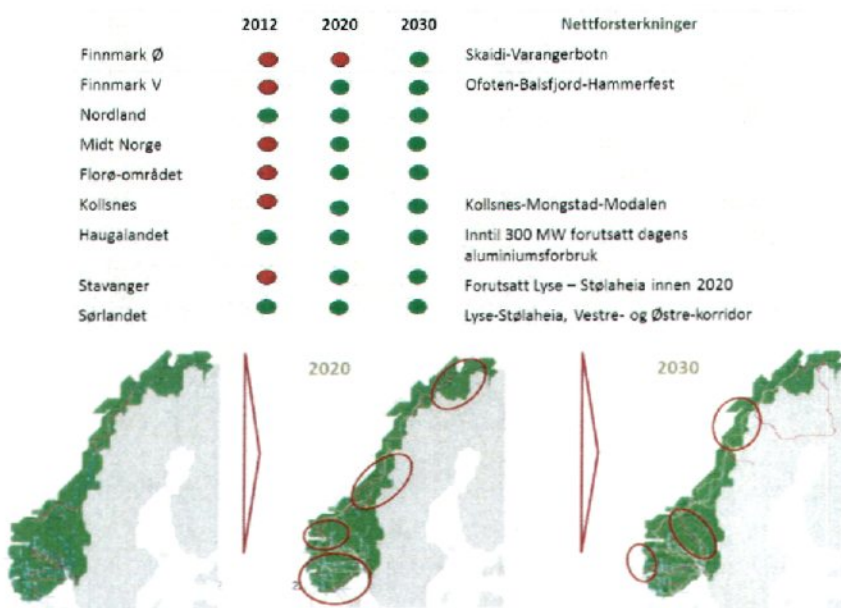 2012 2020 2030 Nettforsterkninger
Finnmark Ø Skaidi-Varangerbotn
Finnmark V Ofoten-Balsfjord-Hammerfest
Nordland
Midt Norge
Florø-området
Kollsnes Kollsnes-Mongstad-Modalen
Haugalandet Inntil 300 MW forutsatt dagens
aluminiumsforbruk
Stavanger Forutsatt Lyse – Stølaheia innen 2020
Sørlandet Lyse-Stølaheia, Vestre- og Østre-korridor
2020 2030
2